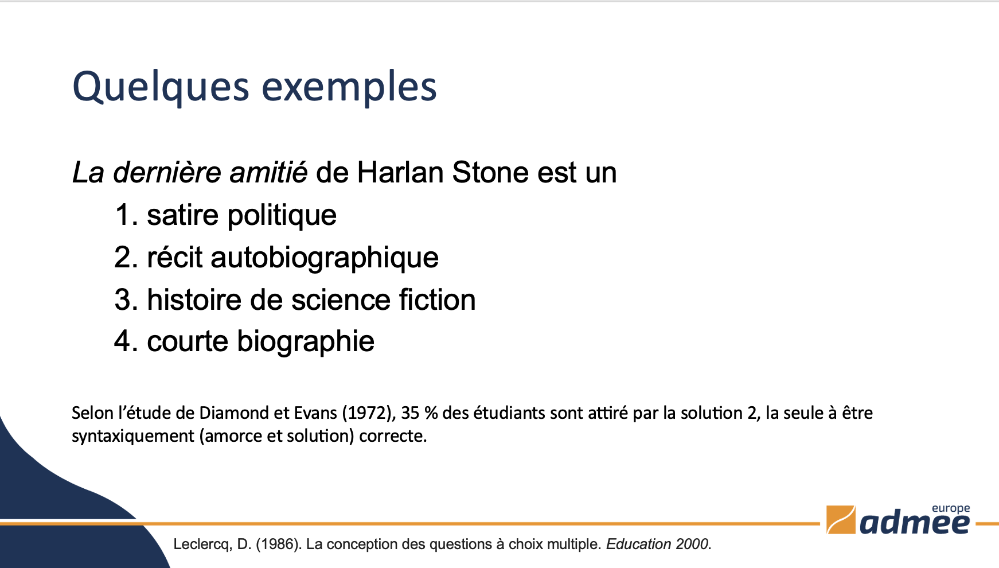 Quelques exemples
La dernière amitié de Harlan Stone est un
1. satire politique
2. récit autobiographique
3. histoire de science fiction
4. courte biographie
Selon l’étude de Diamond et Evans (1972), 35 % des étudiants sont attiré par la solution 2, la seule à être
syntaxiquement (amorce et solution) correcte.
europe
admee
Leclercq, D. (1986). La conception des questions à choix multiple. Education 2000.